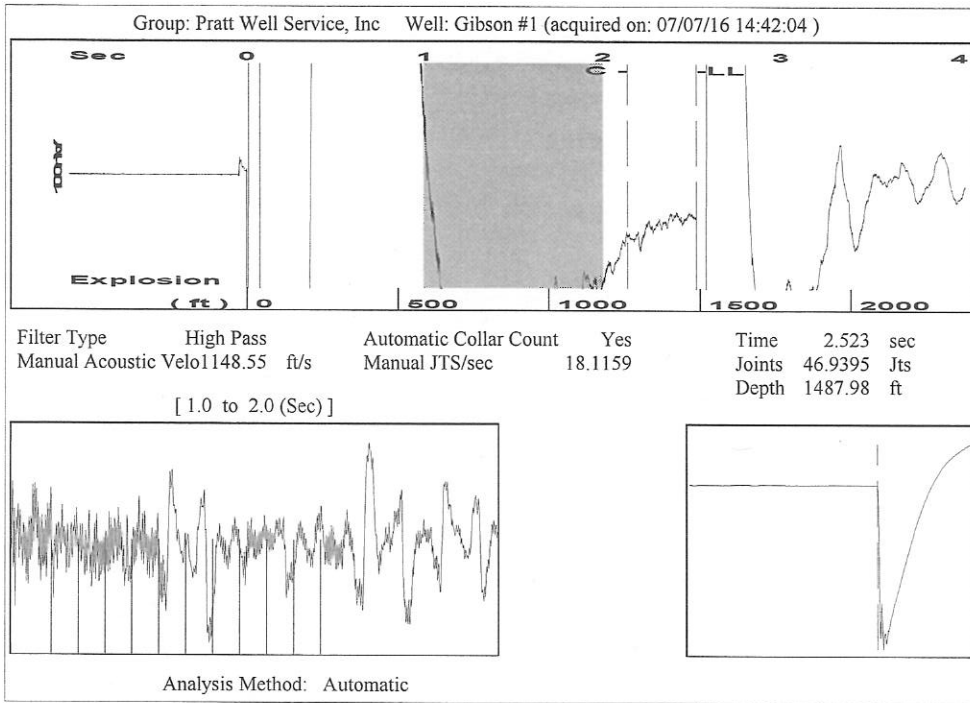 Group: Pratt Well Service, Inc Well: Gibson #1 (acquired on: 07/07/16 14:42:04 )
Sec 0 1 2 3 4
C - -LL
Explosion
(ft) 0 500 1000 1500 2000
Filter Type High Pass Automatic Collar Count Yes Time 2.523 sec
Manual Acoustic Velo1148.55 ft/s Manual JTS/sec 18.1159 Joints 46.9395 Jts
Depth 1487.98 ft
[ 1.0 to 2.0 (Sec) ]
Analysis Method: Automatic